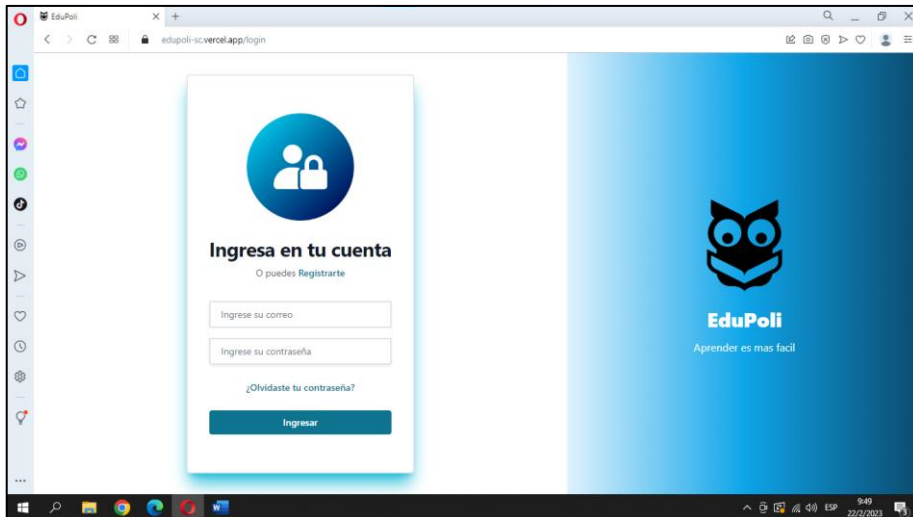 EduPoli
edupoli-sc.vercel.app/login
Ingresa en tu cuenta
O puedes Registrarte
Ingrese su correo
Ingrese su contraseña
¿Olvidaste tu contraseña?
Ingresar
EduPoli
Aprender es mas facil
W
ESP
9:49
22/2/2023
3